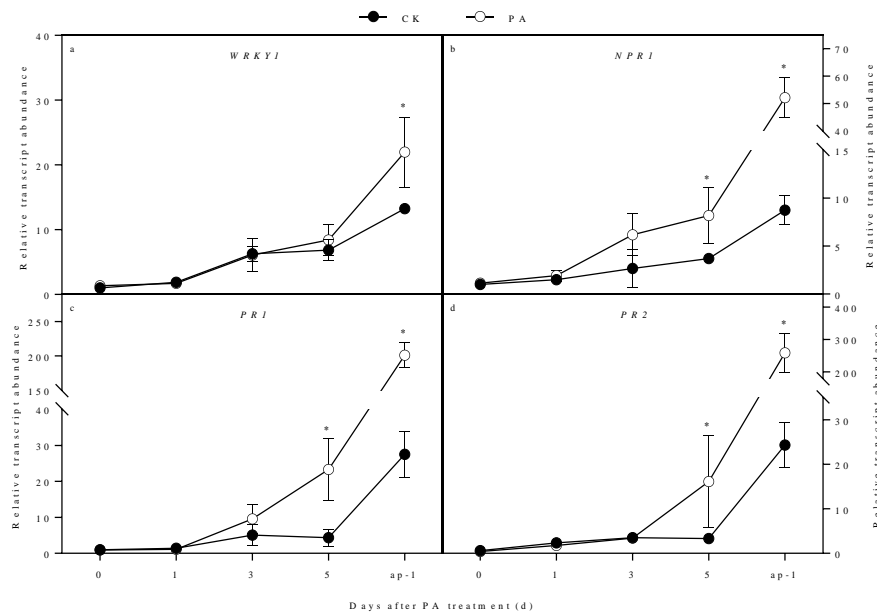 CK PA
a
WRKY1
Relative transcript abundance
40
30
20
10
0
*
b
NPR1
Relative transcript abundance
70
60
50
40
15
10
5
0
*
*
c
PR1
Relative transcript abundance
250
200
150
40
30
20
10
0
*
*
d
PR2
Relative transcript abundance
400
300
200
30
20
10
0
*
*
0 1 3 5 ap-1
0 1 3 5 ap-1
Days after PA treatment (d)